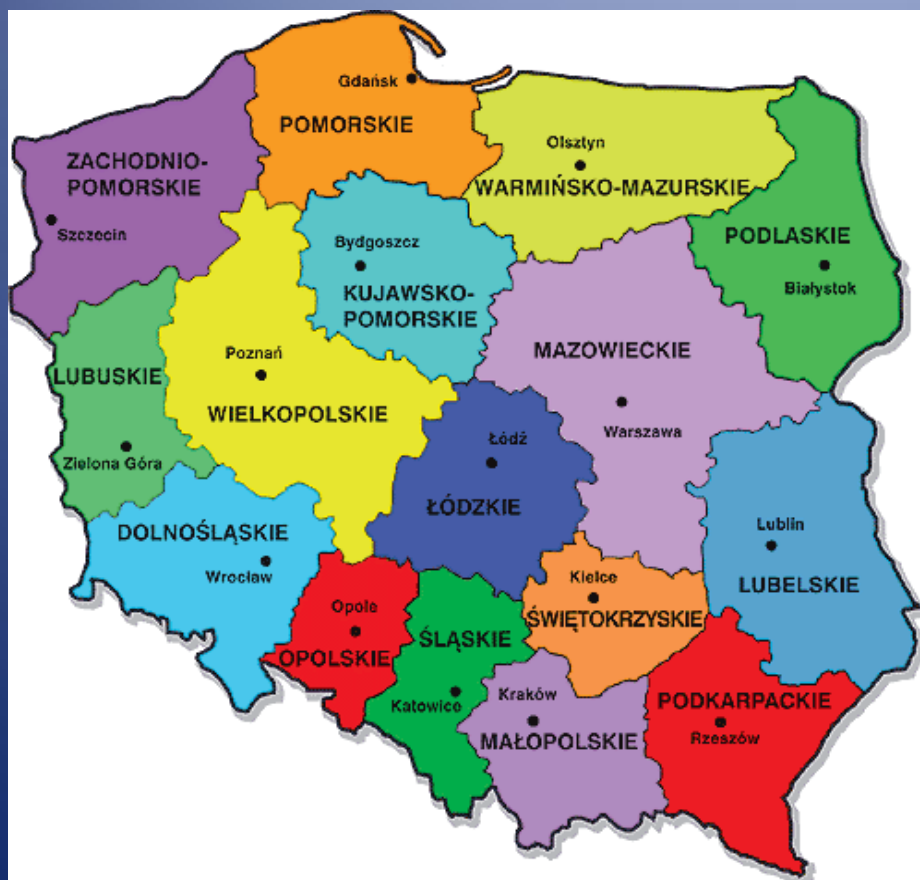 Gdańsk
POMORSKIE
ZACHODNIO-
POMORSKIE
Szczecin
Olsztyn
WARMIŃSKO-MAZURSKIE
PODLASKIE
Białystok
Bydgoszcz
KUJAWSKO-
POMORSKIE
LUBUSKIE
Zielona Góra
Poznań
WIELKOPOLSKIE
MAZOWIECKIE
Warszawa
Łódź
ŁÓDZKIE
DOLNOŚLĄSKIE
Wrocław
Lublin
LUBELSKIE
Opole
OPOLSKIE
ŚLĄSKIE
Katowice
Kielce
ŚWIĘTOKRZYSKIE
Kraków
MAŁOPOLSKIE
PODKARPACKIE
Rzeszów